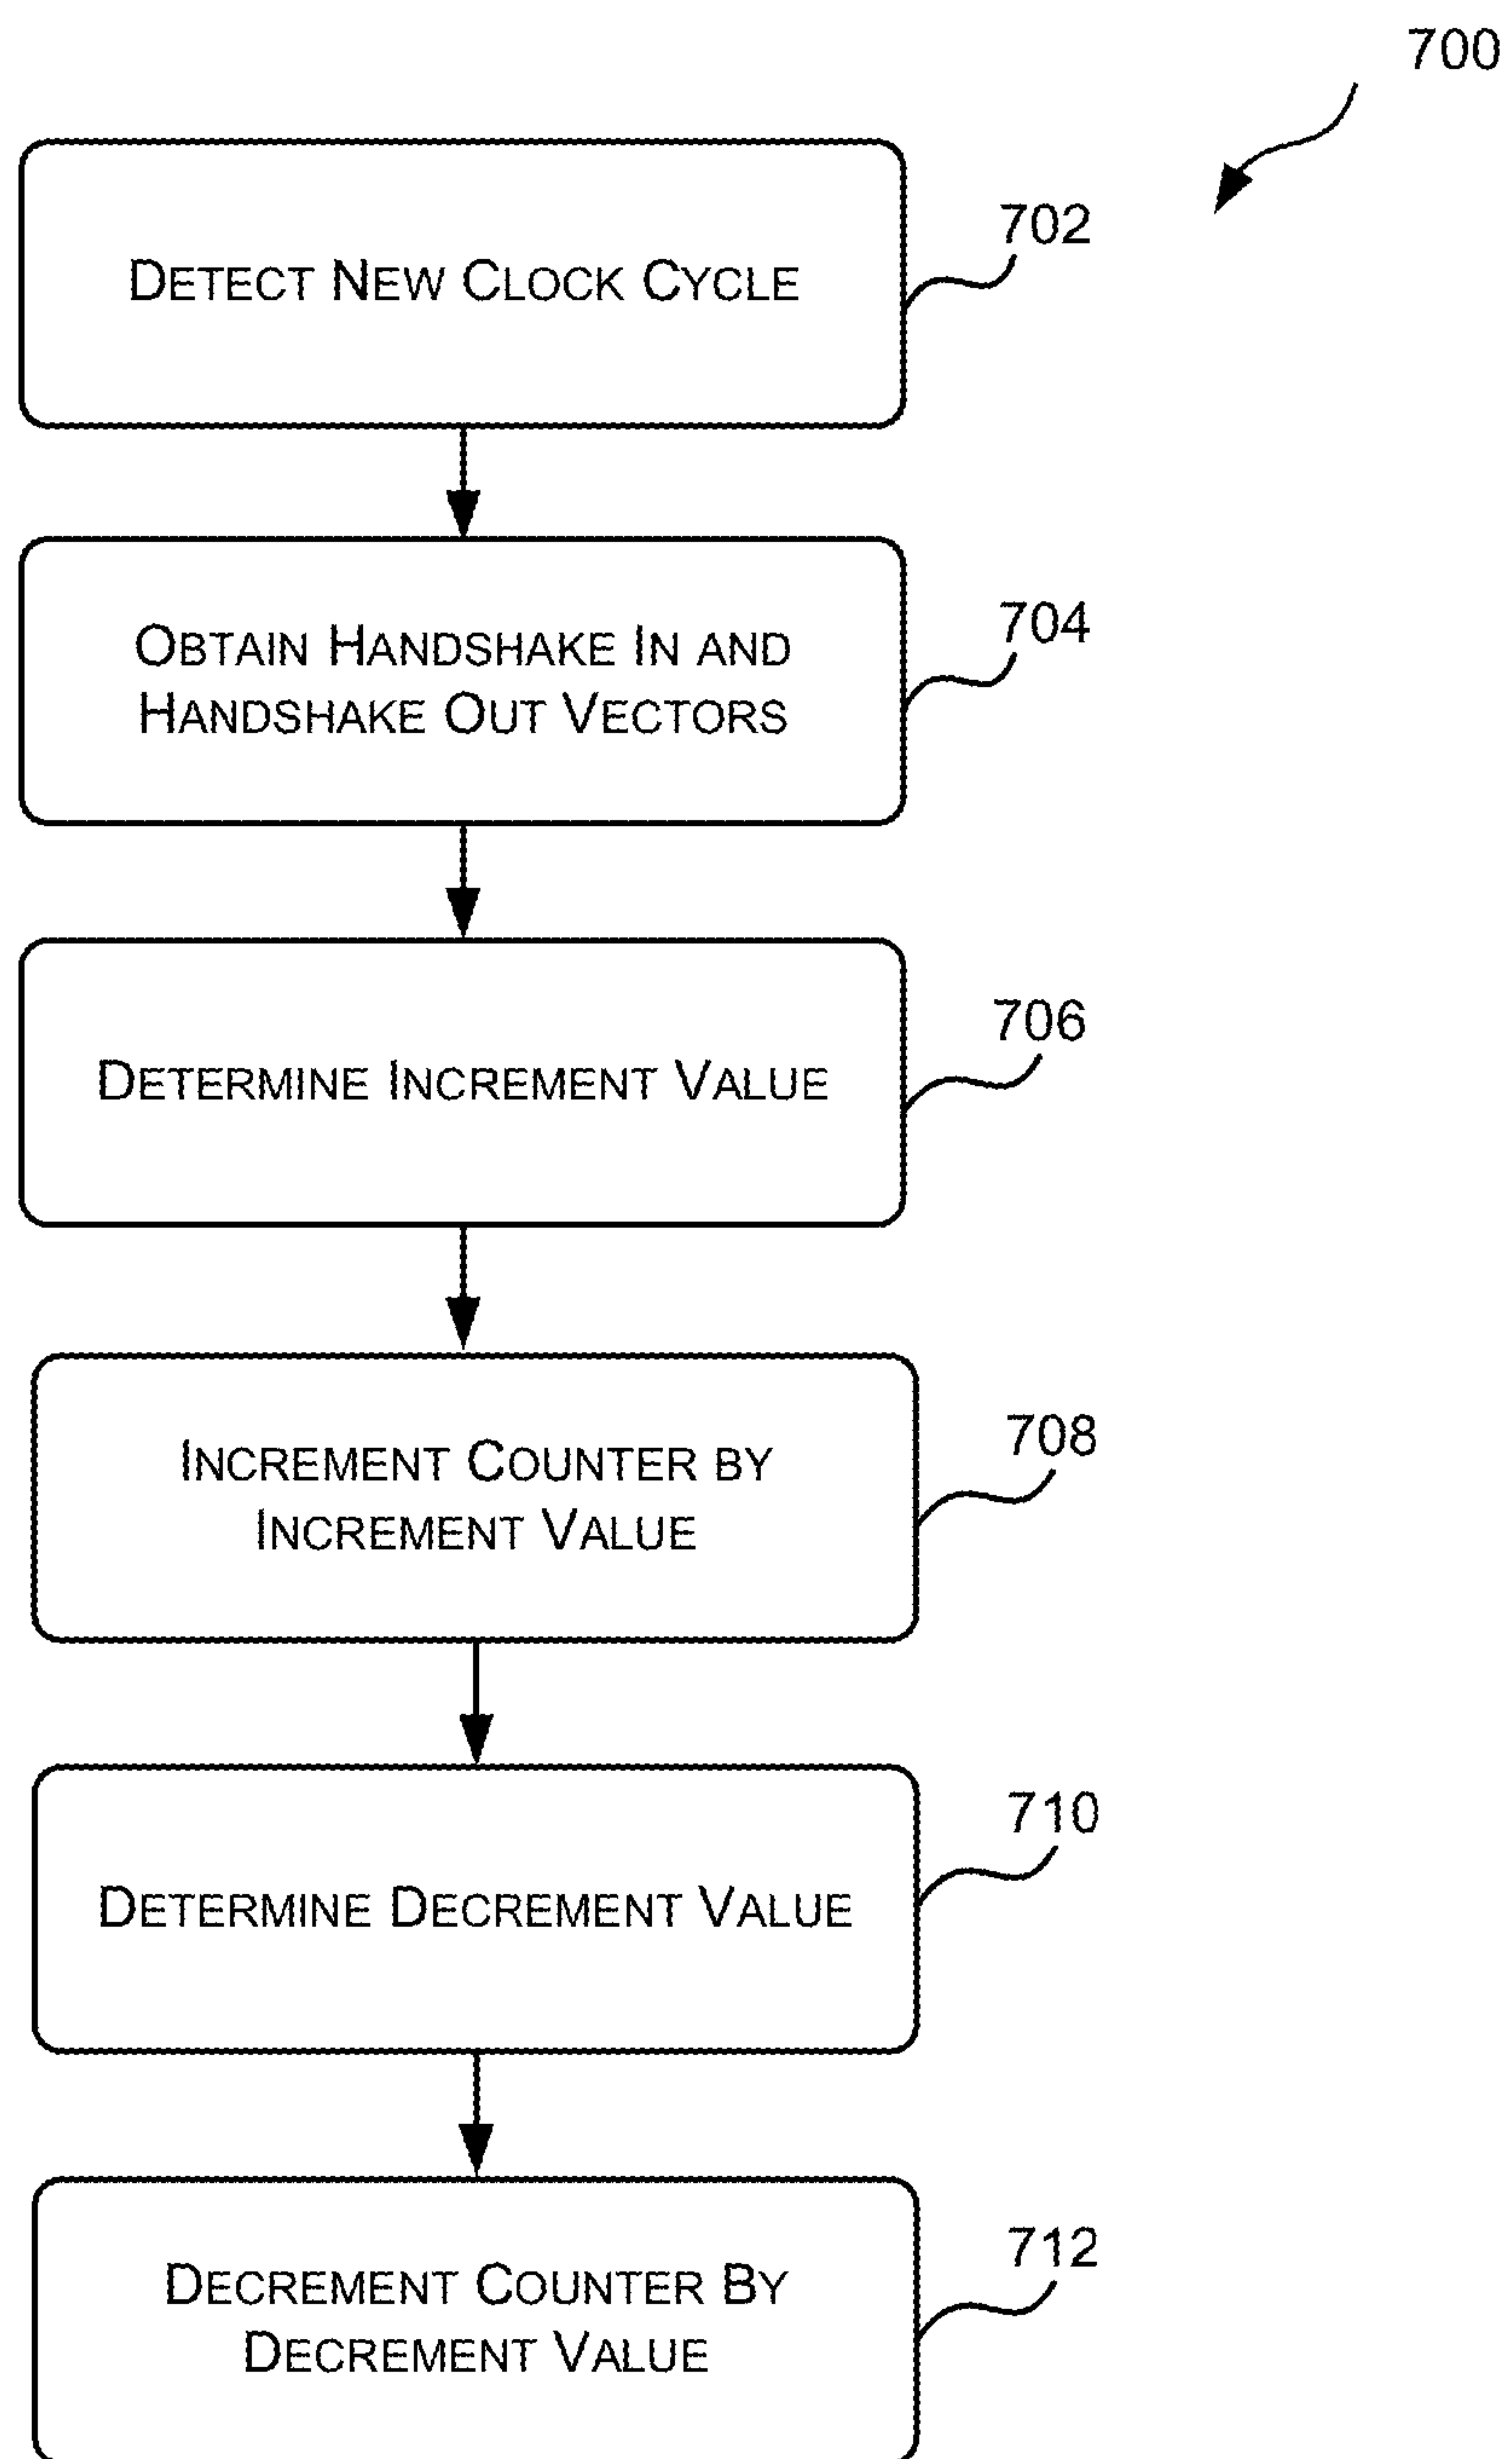 700
DETECT NEW CLOCK CYCLE
702
OBTAIN HANDSHAKE IN AND
HANDSHAKE OUT VECTORS
704
DETERMINE INCREMENT VALUE
706
INCREMENT COUNTER BY
INCREMENT VALUE
708
DETERMINE DECREMENT VALUE
710
DECREMENT COUNTER BY
DECREMENT VALUE
712